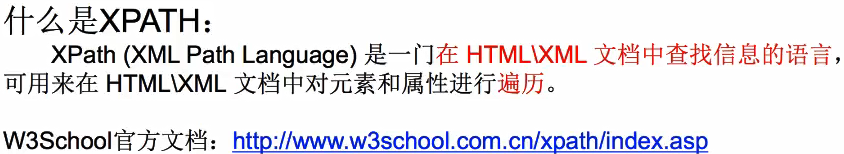 什么是XPATH：
XPath (XML Path Language) 是一门在 HTML\XML 文档中查找信息的语言，
可用来在 HTML\XML 文档中对元素和属性进行遍历。
W3School官方文档：http://www.w3school.com.cn/xpath/index.asp